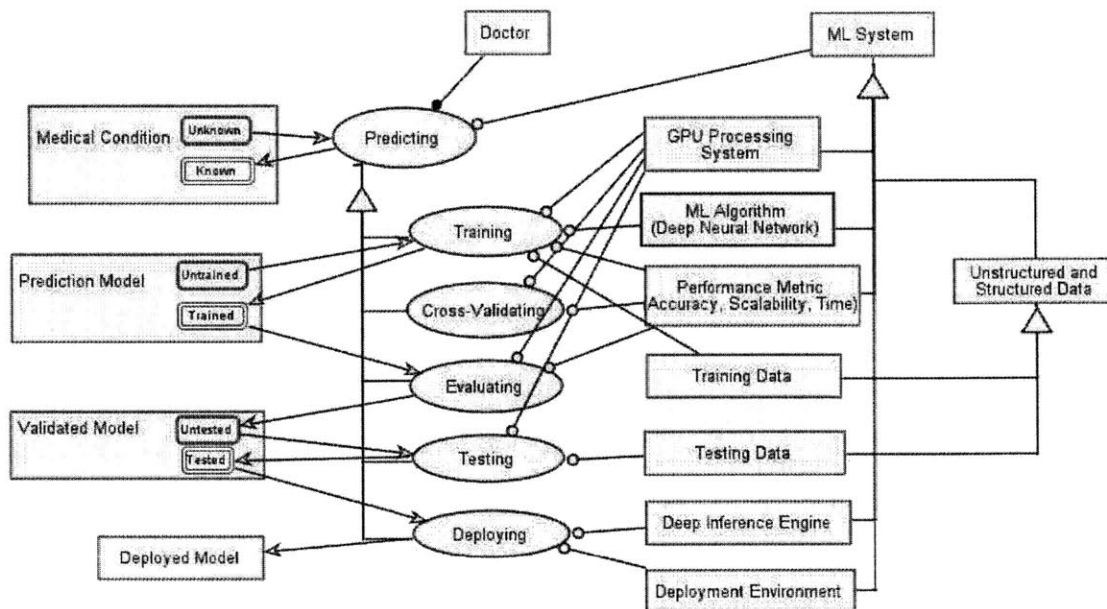 Doctor
ML System
Medical Condition
Unknown
Known
Predicting
GPU Processing
System
Training
ML Algorithm
(Deep Neural Network)
Prediction Model
Untrained
Trained
Performance Metric
Accuracy, Scalability, Time)
Unstructured and
Structured Data
Cross-Validating
Evaluating
Training Data
Validated Model
Untested
Tested
Testing
Testing Data
Deploying
Deep Inference Engine
Deployed Model
Deployment Environment